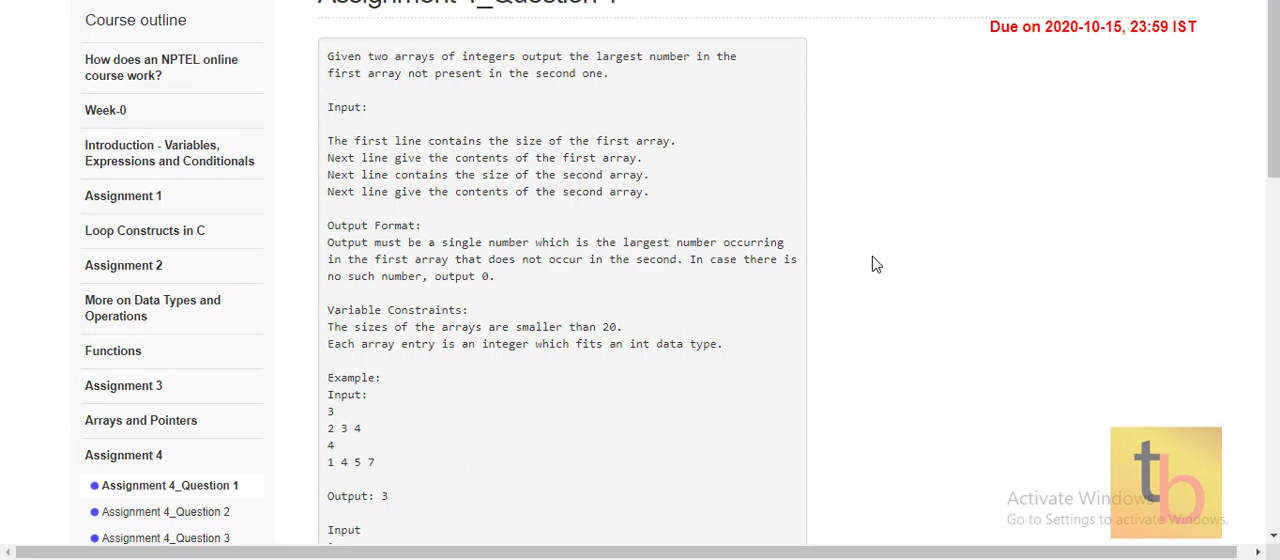 Course outline
How does an NPTEL online
course work?
Week-0
Introduction - Variables,
Expressions and Conditionals
Assignment 1
Loop Constructs in C
Assignment 2
More on Data Types and
Operations
Functions
Assignment 3
Arrays and Pointers
Assignment 4
Assignment 4_Question 1
Assignment 4_Question 2
Assignment 4_Question 3
Assignment 4_Question 1
Due on 2020-10-15, 23:59 IST
Given two arrays of integers output the largest number in the
first array not present in the second one.
Input:
The first line contains the size of the first array.
Next line give the contents of the first array.
Next line contains the size of the second array.
Next line give the contents of the second array.
Output Format:
Output must be a single number which is the largest number occurring
in the first array that does not occur in the second. In case there is
no such number, output 0.
Variable Constraints:
The sizes of the arrays are smaller than 20.
Each array entry is an integer which fits an int data type.
Example:
Input:
3
2 3 4
4
1 4 5 7
Output: 3
Input
tb
Activate Windows
Go to Settings to activate Windows.